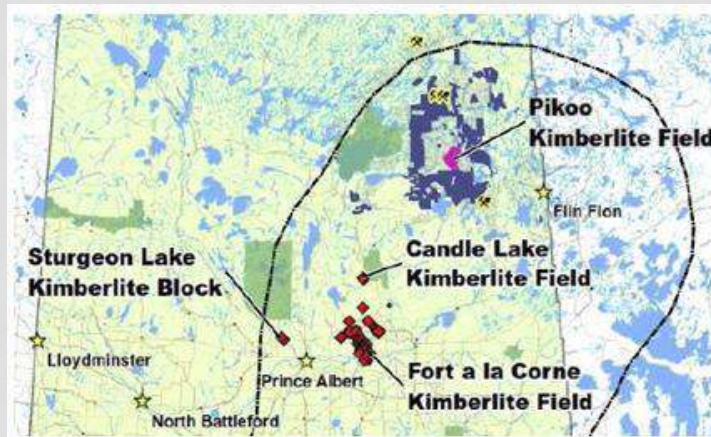 Pikoo
Kimberlite Field
Flin Flon
Candle Lake
Kimberlite Field
Sturgeon Lake
Kimberlite Block
Lloydminster
Prince Albert
Fort a la Corne
Kimberlite Field
North Battleford